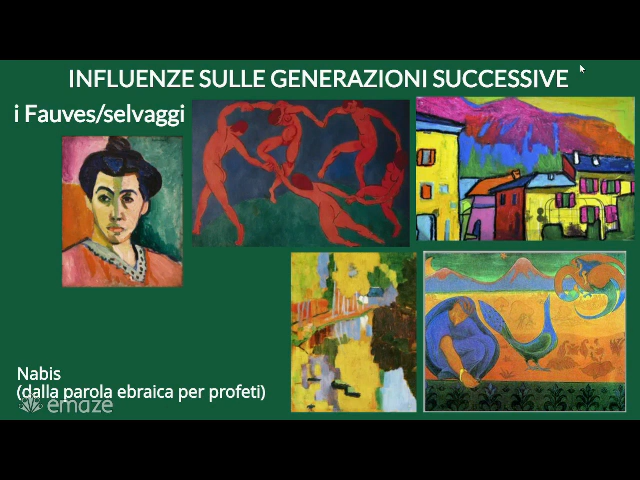 INFLUENZE SULLE GENERAZIONI SUCCESSIVE
i Fauves/selvaggi
Nabis
(dalla parola ebraica per profeti)
emaze